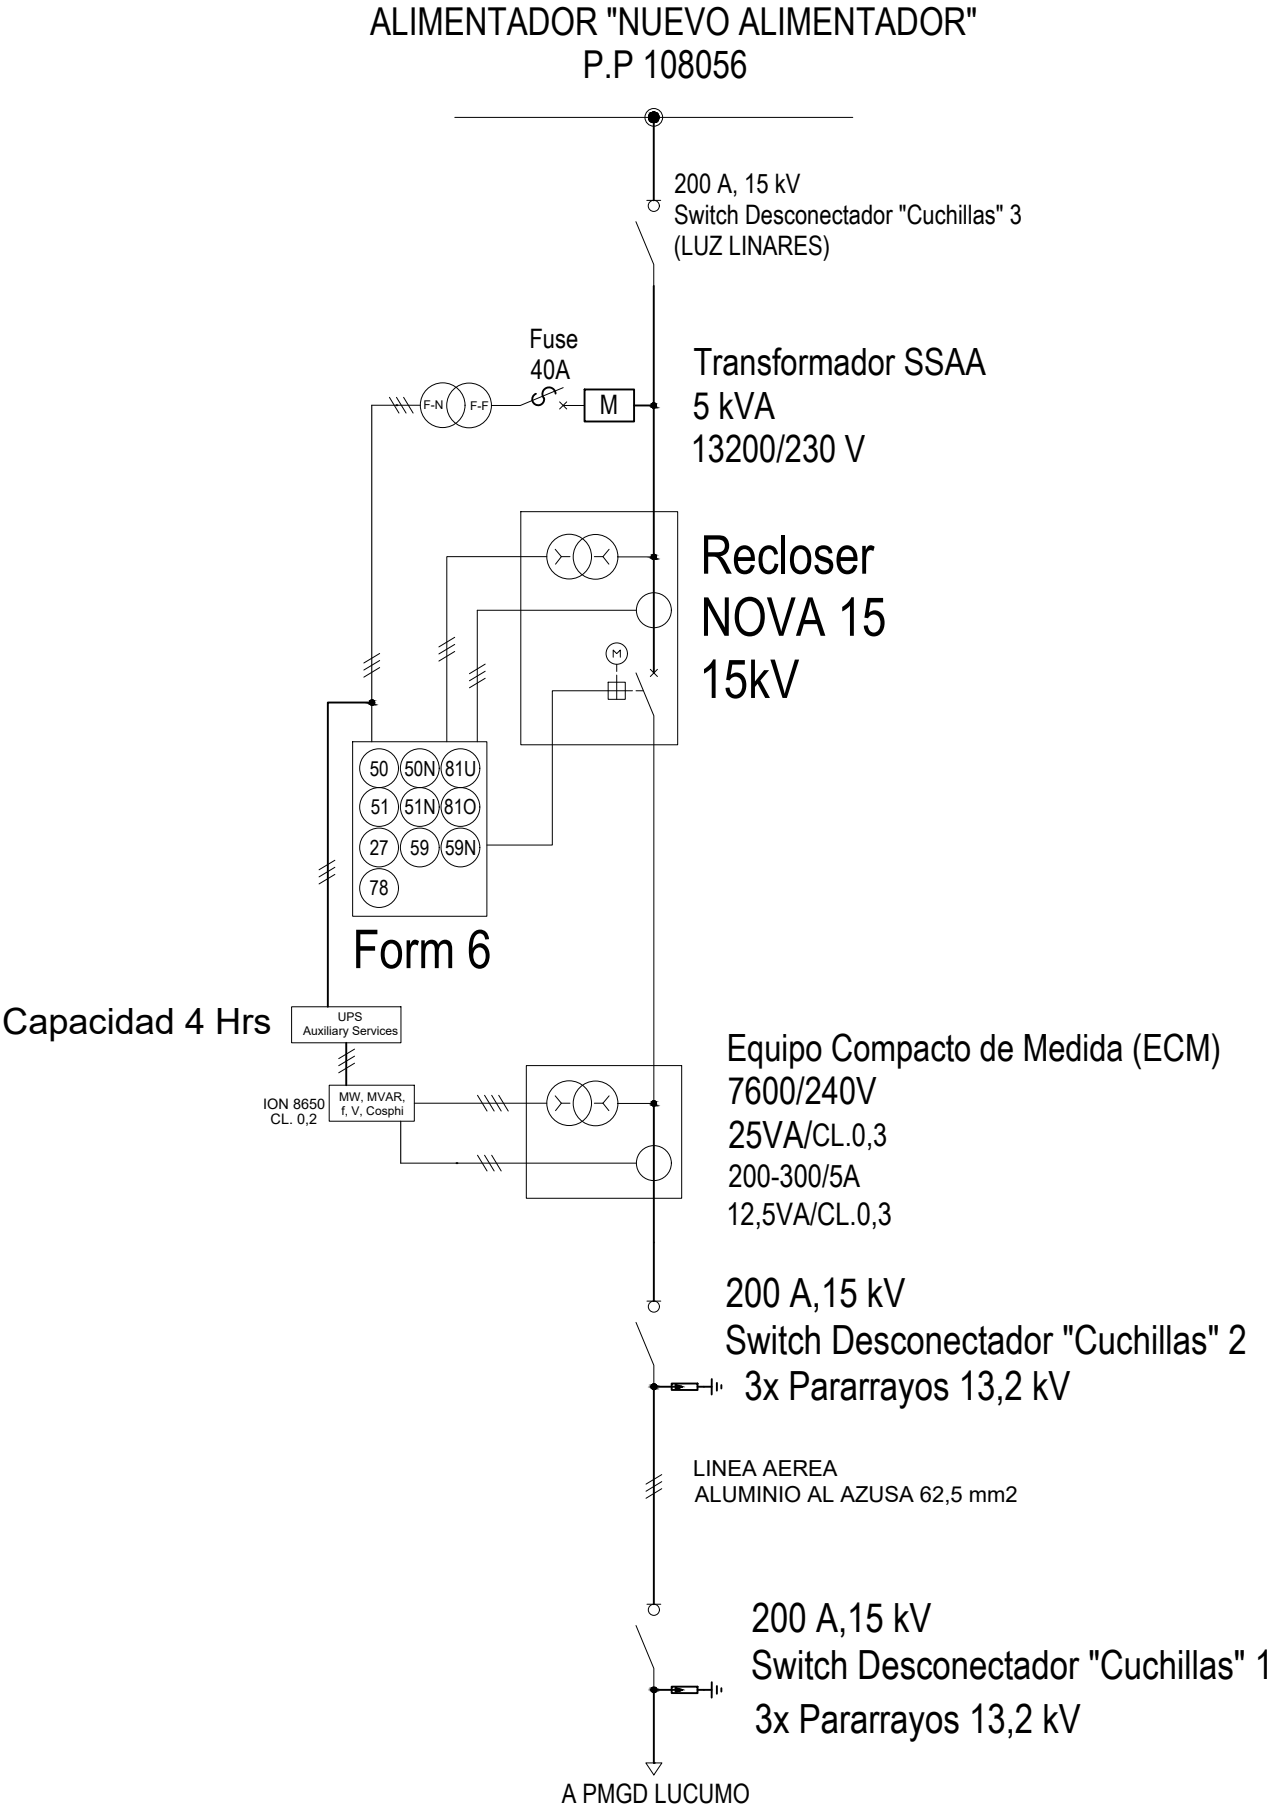 ALIMENTADOR "NUEVO ALIMENTADOR"
P.P 108056
200 A, 15 kV
Switch Desconectador "Cuchillas" 3
(LUZ LINARES)
Fuse
40A
F-N
F-F
M
Transformador SSAA
5 kVA
13200/230 V
Recloser
NOVA 15
15kV
M
50 50N 81U
51 51N 81O
27 59 59N
78
Form 6
Capacidad 4 Hrs
UPS
Auxiliary Services
ION 8650
CL. 0,2
MW, MVAR,
f, V, Cosphi
Equipo Compacto de Medida (ECM)
7600/240V
25VA/CL.0,3
200-300/5A
12,5VA/CL.0,3
200 A,15 kV
Switch Desconectador "Cuchillas" 2
3x Pararrayos 13,2 kV
LINEA AEREA
ALUMINIO AL AZUSA 62,5 mm2
200 A,15 kV
Switch Desconectador "Cuchillas" 1
3x Pararrayos 13,2 kV
A PMGD LUCUMO